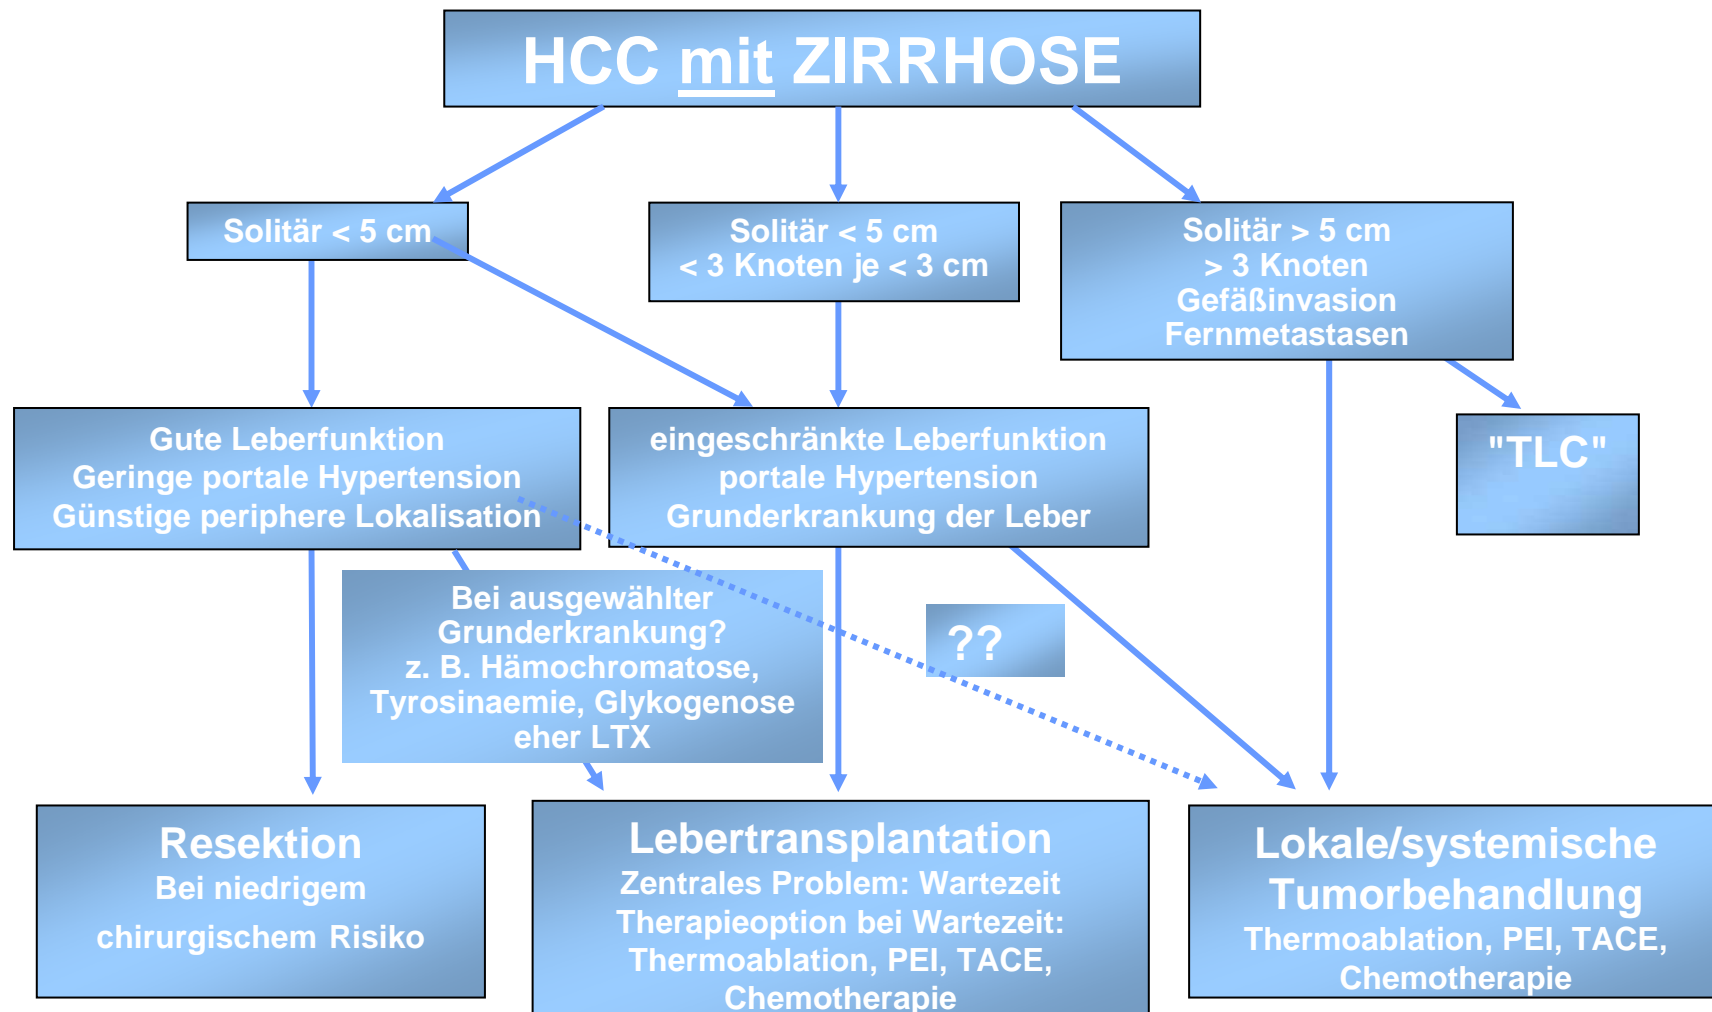 HCC mit ZIRRHOSE
Solitär < 5 cm
Solitär < 5 cm
< 3 Knoten je < 3 cm
Solitär > 5 cm
> 3 Knoten
Gefäßinvasion
Fernmetastasen
Gute Leberfunktion
Geringe portale Hypertension
Günstige periphere Lokalisation
eingeschränkte Leberfunktion
portale Hypertension
Grunderkrankung der Leber
"TLC"
Bei ausgewählter
Grunderkrankung?
z. B. Hämochromatose,
Tyrosinaemie, Glykogenose
eher LTX
??
Resektion
Bei niedrigem
chirurgischem Risiko
Lebertransplantation
Zentrales Problem: Wartezeit
Therapieoption bei Wartezeit:
Thermoablation, PEI, TACE,
Chemotherapie
Lokale/systemische
Tumorbehandlung
Thermoablation, PEI, TACE,
Chemotherapie